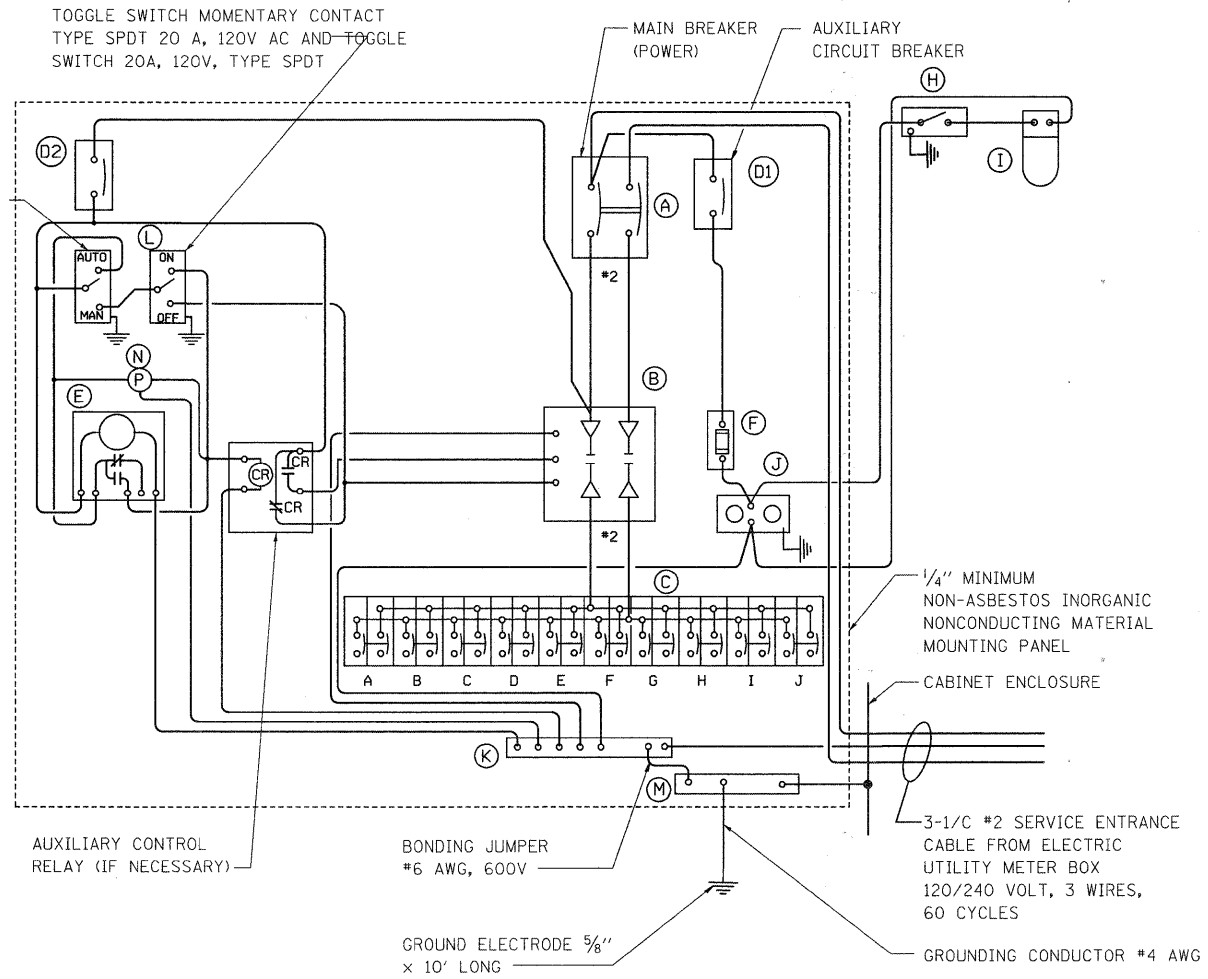 TOGGLE SWITCH MOMENTARY CONTACT
TYPE SPDT 20 A, 120V AC AND TOGGLE
SWITCH 20A, 120V, TYPE SPDT
MAIN BREAKER
(POWER)
AUXILIARY
CIRCUIT BREAKER
H
D2
D1
I
A
L
AUTO
ON
#2
MAN
OFF
N
P
B
E
F
J
CR
CR
CR
#2
C
1/4" MINIMUM
NON-ASBESTOS INORGANIC
NONCONDUCTING MATERIAL
MOUNTING PANEL
A B C D E F G H I J
CABINET ENCLOSURE
K
M
3-1/C #2 SERVICE ENTRANCE
CABLE FROM ELECTRIC
UTILITY METER BOX
120/240 VOLT, 3 WIRES,
60 CYCLES
AUXILIARY CONTROL
RELAY (IF NECESSARY)
BONDING JUMPER
#6 AWG, 600V
GROUND ELECTRODE 5/8"
x 10' LONG
GROUNDING CONDUCTOR #4 AWG